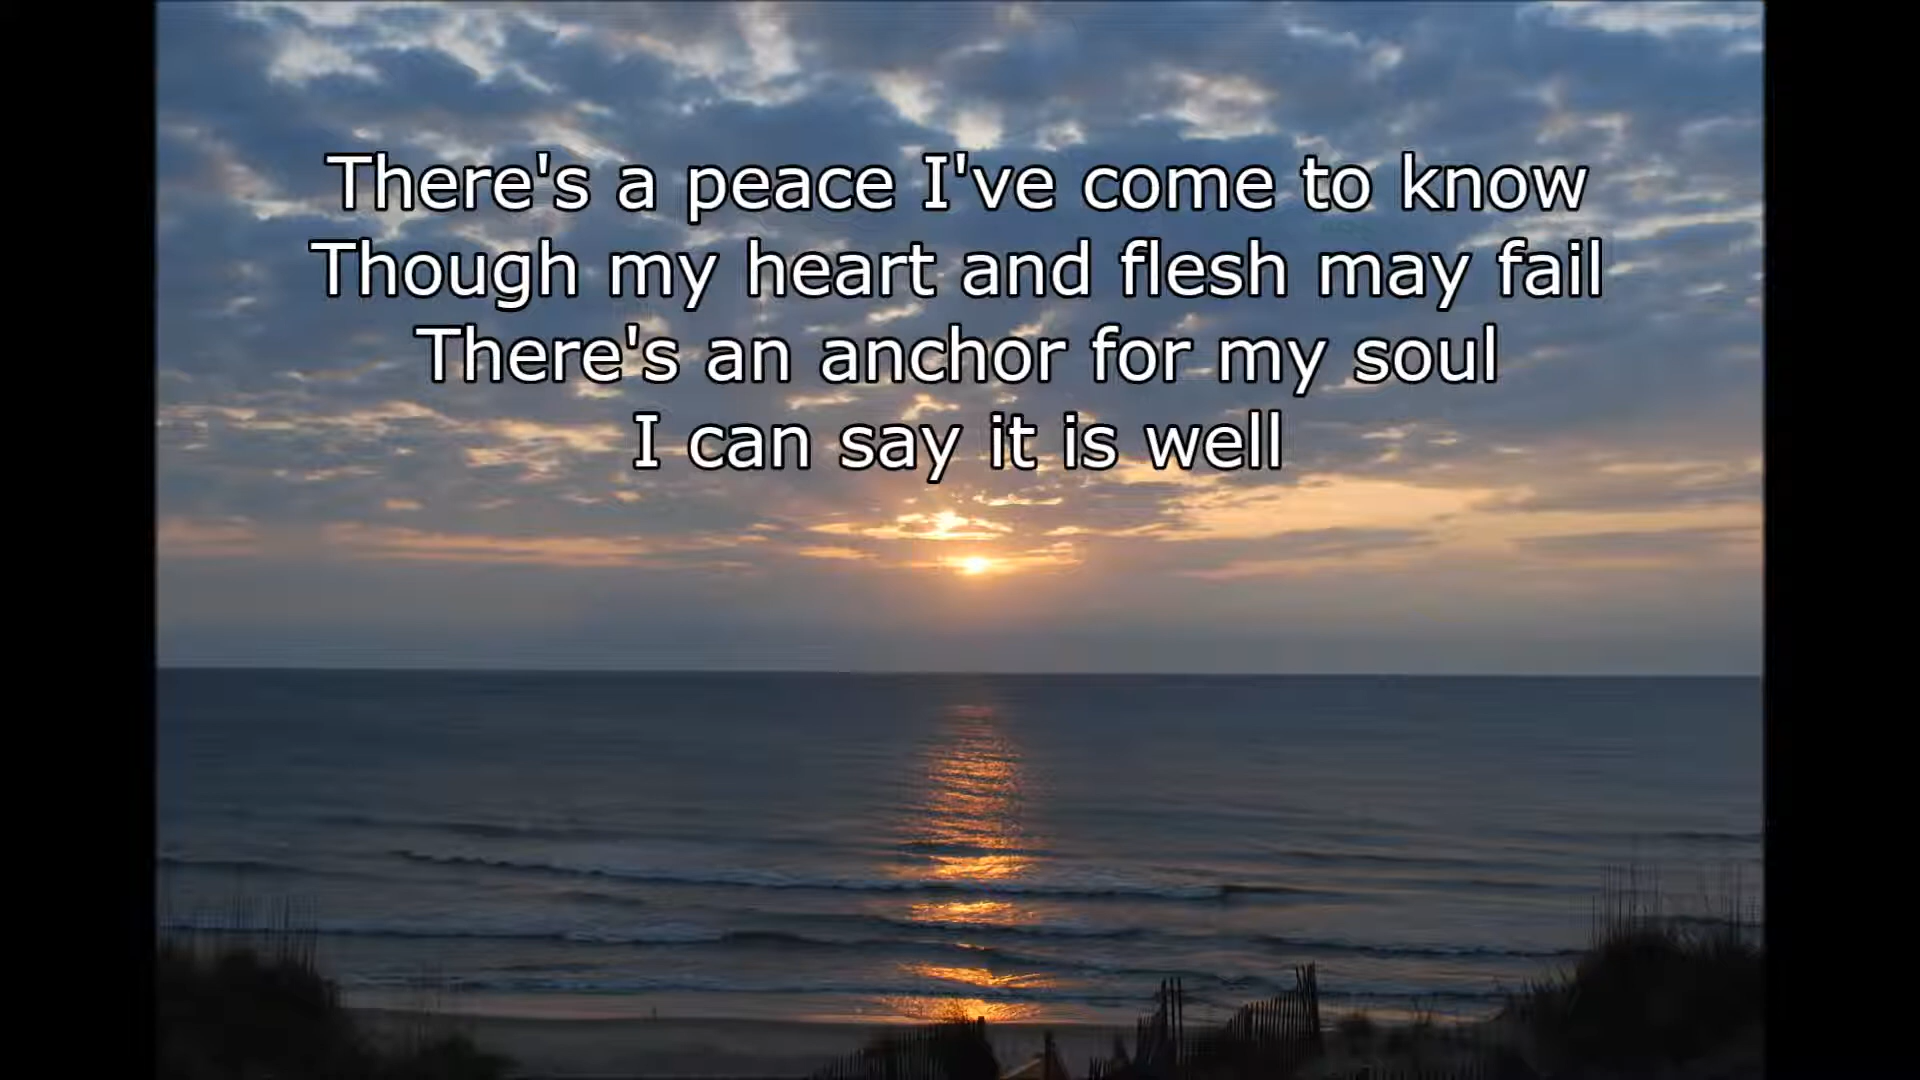 There's a peace I've come to know
Though my heart and flesh may fail
There's an anchor for my soul
I can say it is well